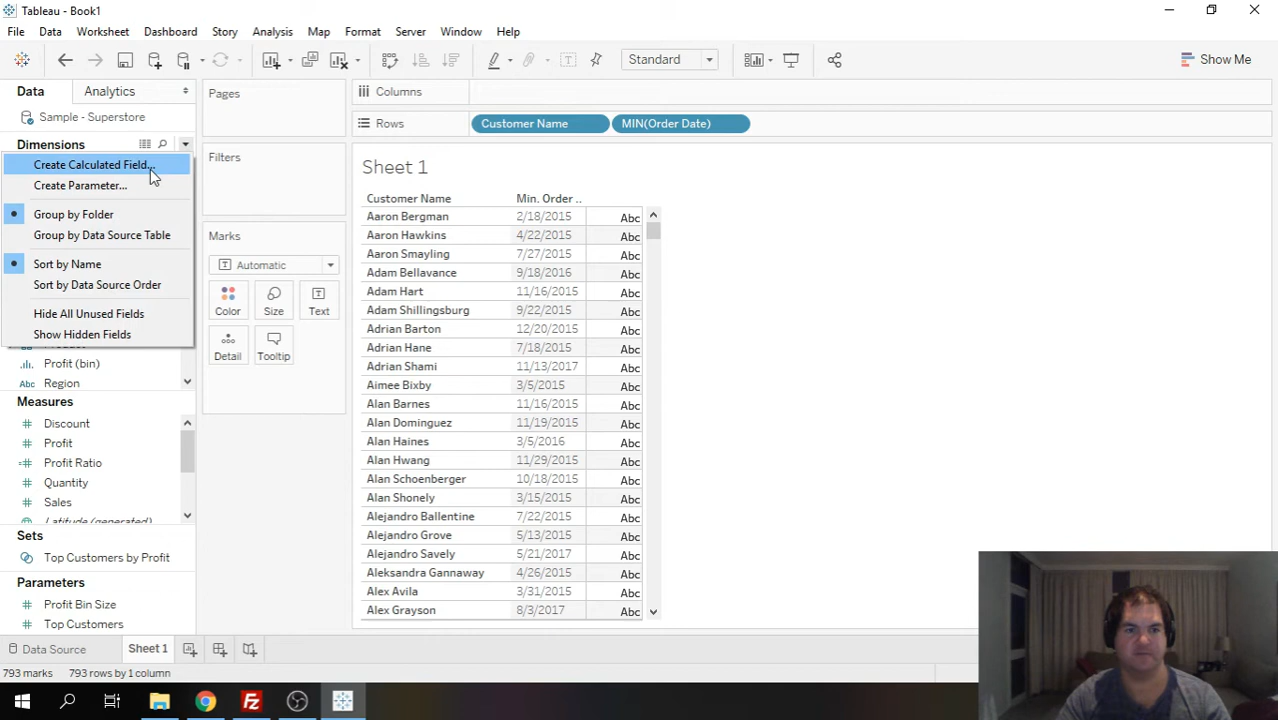 Tableau - Book1
File Data Worksheet Dashboard Story Analysis Map Format Server Window Help
Standard
Show Me
Data Analytics
Pages
Columns
Sample - Superstore
Rows Customer Name MIN(Order Date)
Dimensions
Create Calculated Field...
Create Parameter...
Group by Folder
Group by Data Source Table
Sort by Name
Sort by Data Source Order
Hide All Unused Fields
Show Hidden Fields
Profit (bin)
Abc Region
Measures
Discount
Profit
Profit Ratio
Quantity
Sales
Latitude (generated)
Sets
Top Customers by Profit
Parameters
Profit Bin Size
Top Customers
Filters
Marks
Automatic
Color Size Text
Detail Tooltip
Sheet 1
Customer Name Min. Order ..
Aaron Bergman 2/18/2015 Abc
Aaron Hawkins 4/22/2015 Abc
Aaron Smayling 7/27/2015 Abc
Adam Bellavance 9/18/2016 Abc
Adam Hart 11/16/2015 Abc
Adam Shillingsburg 9/22/2015 Abc
Adrian Barton 12/20/2015 Abc
Adrian Hane 7/18/2015 Abc
Adrian Shami 11/13/2017 Abc
Aimee Bixby 3/5/2015 Abc
Alan Barnes 11/16/2015 Abc
Alan Dominguez 11/19/2015 Abc
Alan Haines 3/5/2016 Abc
Alan Hwang 11/29/2015 Abc
Alan Schoenberger 10/18/2015 Abc
Alan Shonely 3/15/2015 Abc
Alejandro Ballentine 7/22/2015 Abc
Alejandro Grove 5/13/2015 Abc
Alejandro Savely 5/21/2017 Abc
Aleksandra Gannaway 4/26/2015 Abc
Alex Avila 3/31/2015 Abc
Alex Grayson 8/3/2017 Abc
Data Source Sheet 1
793 marks 793 rows by 1 column